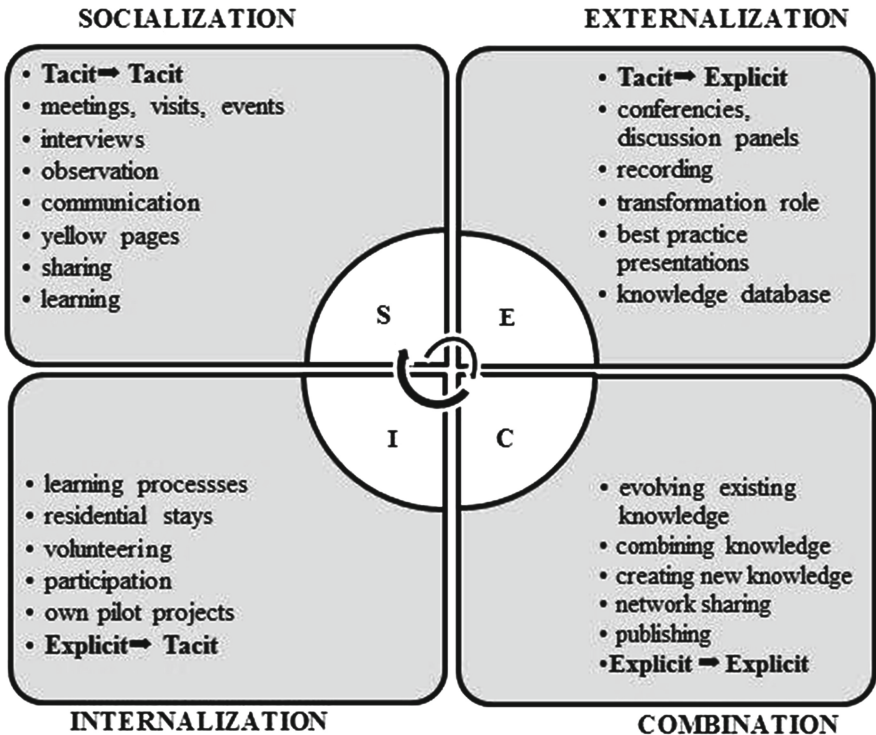 SOCIALIZATION
• Tacit➡ Tacit
• meetings, visits, events
• interviews
• observation
• communication
• yellow pages
• sharing
• learning
EXTERNALIZATION
• Tacit➡ Explicit
• conferencies,
discussion panels
• recording
• transformation role
• best practice
presentations
• knowledge database
S
E
I
C
• learning processses
• residential stays
• volunteering
• participation
• own pilot projects
• Explicit➡ Tacit
INTERNALIZATION
• evolving existing
knowledge
• combining knowledge
• creating new knowledge
• network sharing
• publishing
•Explicit ➡ Explicit
COMBINATION